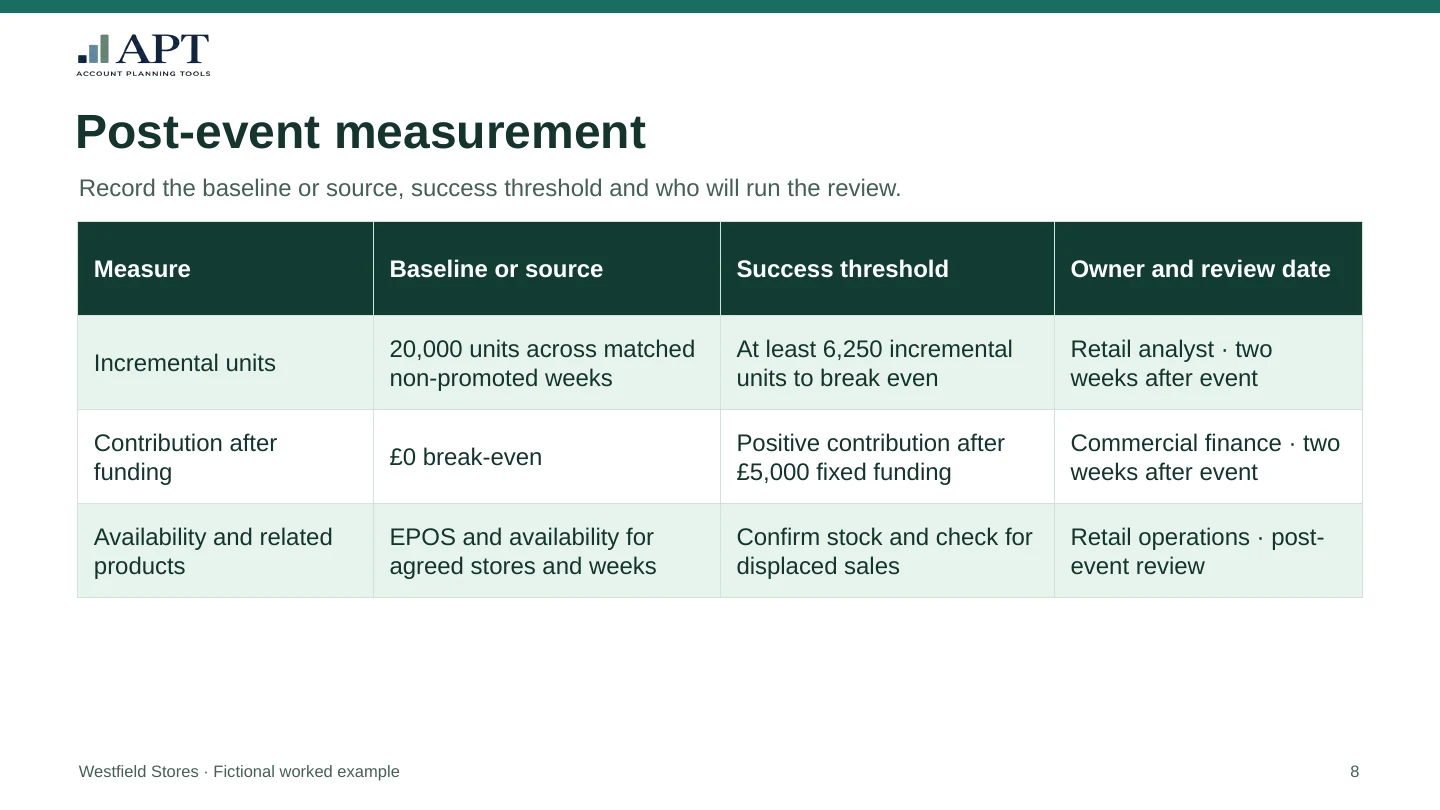 APT
ACCOUNT PLANNING TOOLS
Post-event measurement
Record the baseline or source, success threshold and who will run the review.
Measure
Baseline or source
Success threshold
Owner and review date
Incremental units
20,000 units across matched
non-promoted weeks
At least 6,250 incremental
units to break even
Retail analyst · two
weeks after event
Contribution after
funding
£0 break-even
Positive contribution after
£5,000 fixed funding
Commercial finance · two
weeks after event
Availability and related
products
EPOS and availability for
agreed stores and weeks
Confirm stock and check for
displaced sales
Retail operations · post-
event review
Westfield Stores · Fictional worked example
8